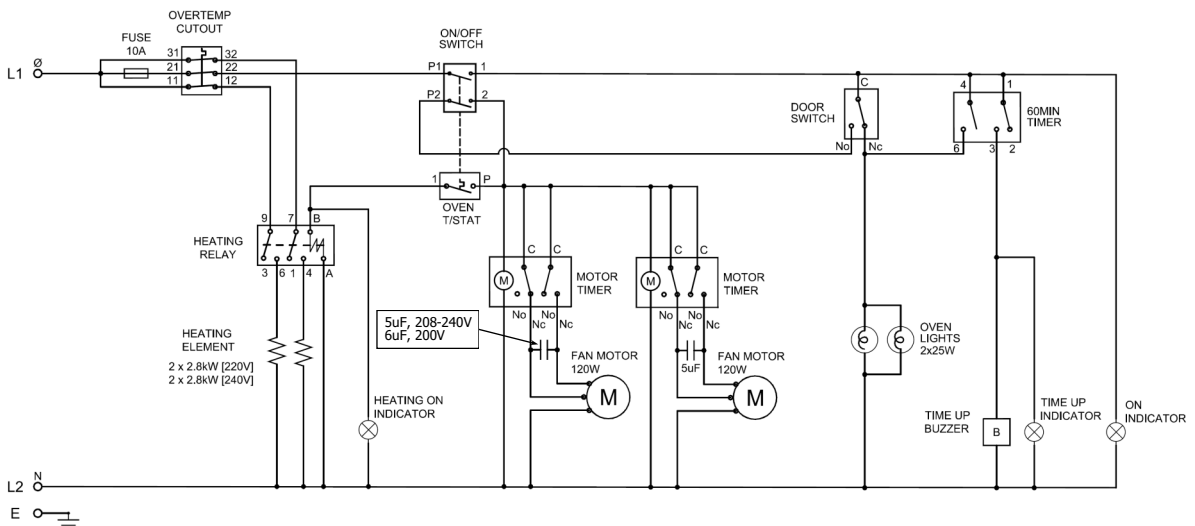 OVERTEMP
CUTOUT
FUSE
10A
ON/OFF
SWITCH
L1 Ø
31 32
21 22
11 12
P1 1
P2 2
C
DOOR
SWITCH
No Nc
4 1
60MIN
TIMER
6 3 2
1 P
OVEN
T/STAT
9 7 B
HEATING
RELAY
3 6 1 4 A
C C
M
MOTOR
TIMER
No No
Nc Nc
C C
M
MOTOR
TIMER
No No
Nc Nc
5uF, 208-240V
6uF, 200V
HEATING
ELEMENT
2 x 2.8kW [220V]
2 x 2.8kW [240V]
FAN MOTOR
120W
M
5uF
FAN MOTOR
120W
M
OVEN
LIGHTS
2x25W
HEATING ON
INDICATOR
TIME UP
BUZZER
B
TIME UP
INDICATOR
ON
INDICATOR
L2 N
E